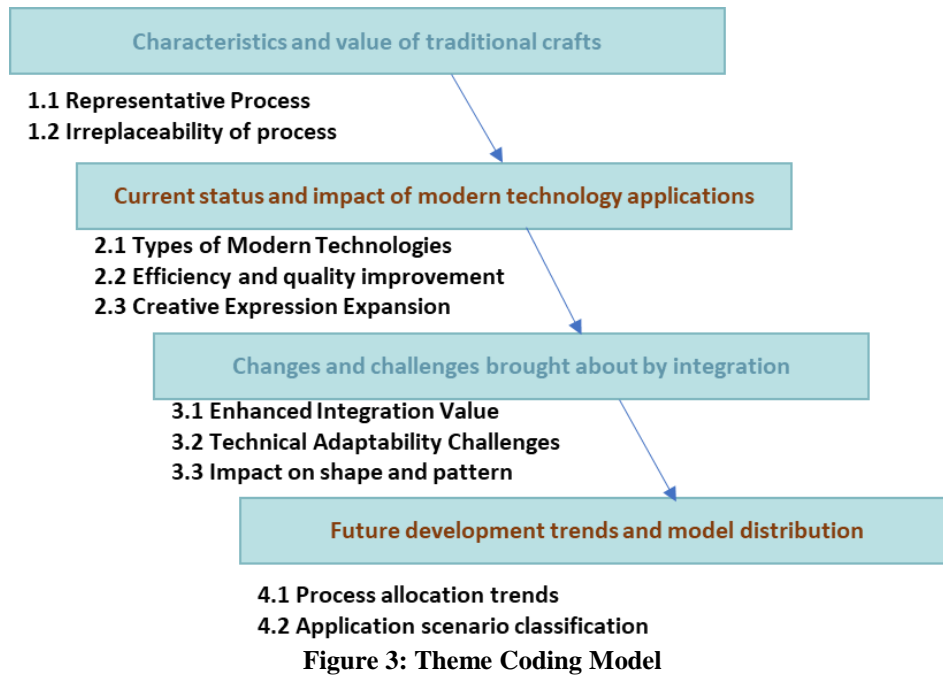 Characteristics and value of traditional crafts
1.1 Representative Process
1.2 Irreplaceability of process
Current status and impact of modern technology applications
2.1 Types of Modern Technologies
2.2 Efficiency and quality improvement
2.3 Creative Expression Expansion
Changes and challenges brought about by integration
3.1 Enhanced Integration Value
3.2 Technical Adaptability Challenges
3.3 Impact on shape and pattern
Future development trends and model distribution
4.1 Process allocation trends
4.2 Application scenario classification
Figure 3: Theme Coding Model